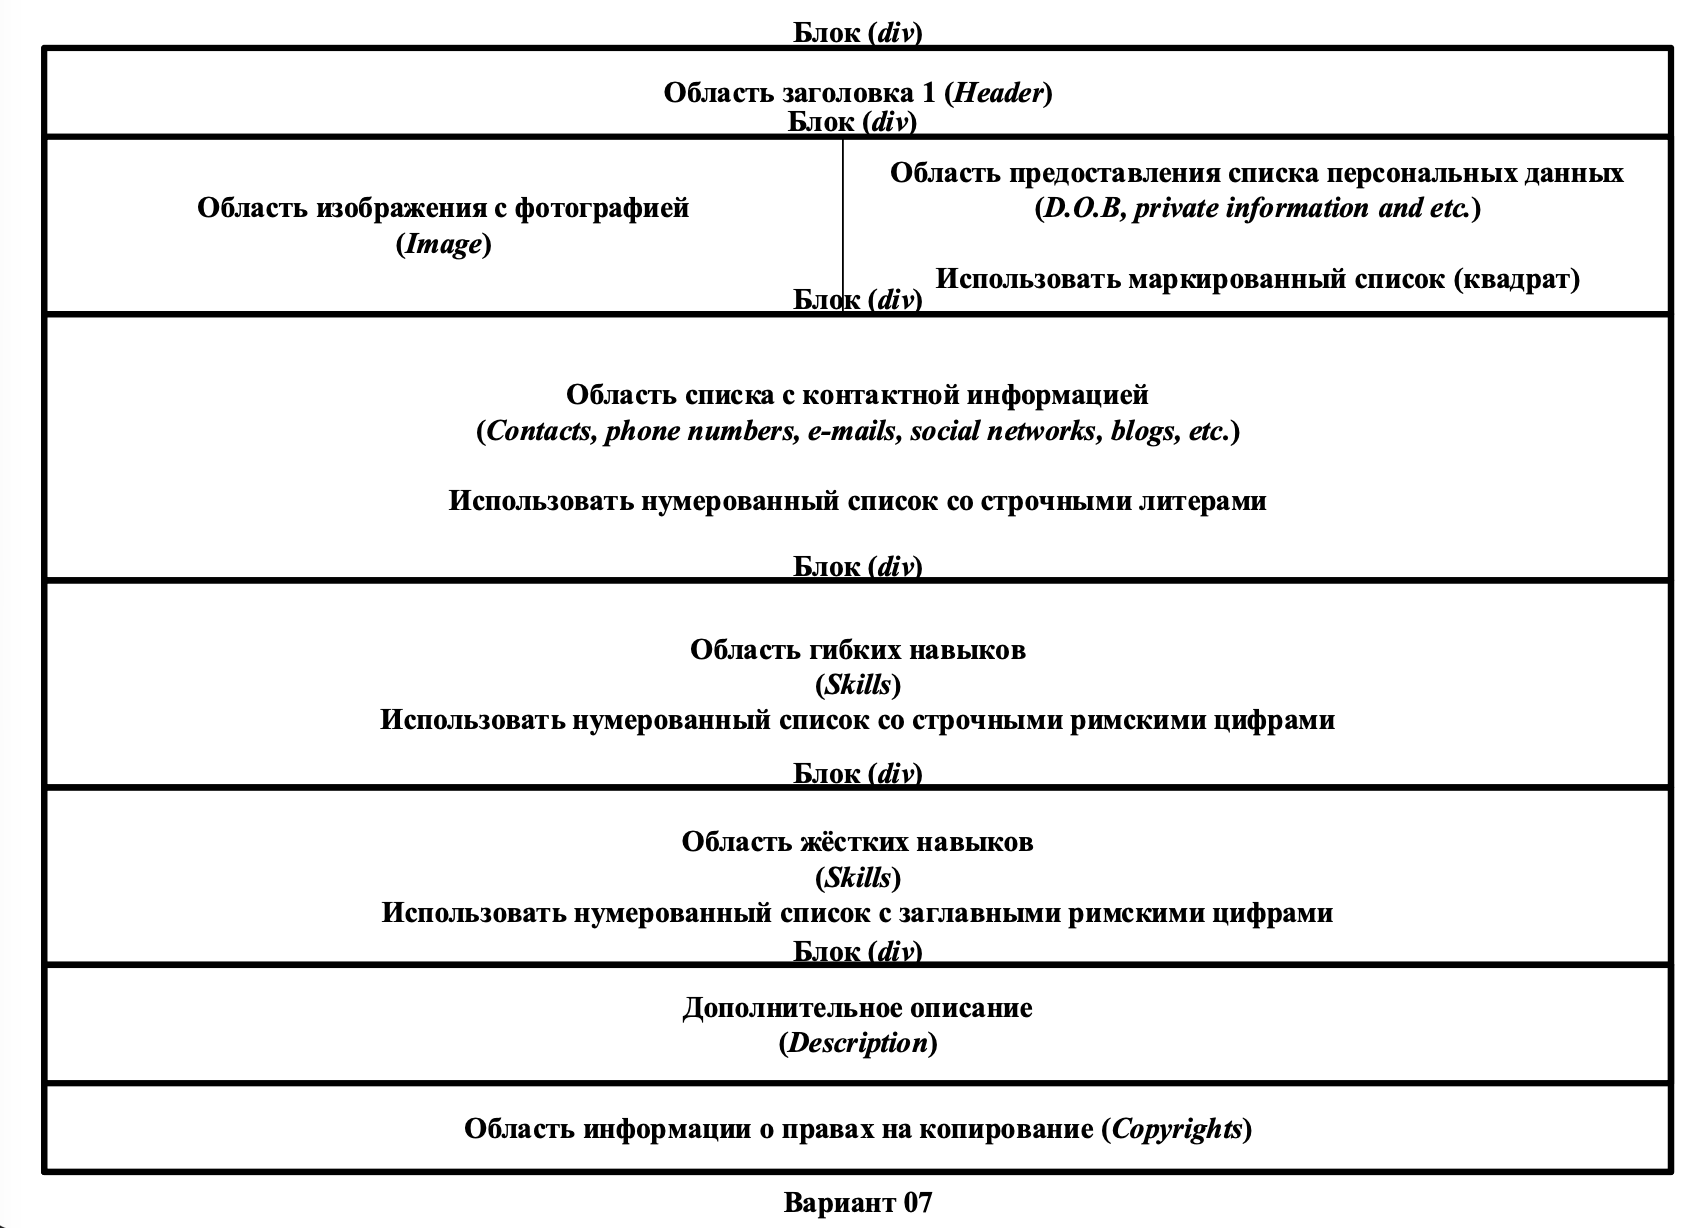 Блок (div)
Область заголовка 1 (Header)
Блок (div)
Область изображения с фотографией
(Image)
Область предоставления списка персональных данных
(D.O.B, private information and etc.)
Использовать маркированный список (квадрат)
Блок (div)
Область списка с контактной информацией
(Contacts, phone numbers, e-mails, social networks, blogs, etc.)
Использовать нумерованный список со строчными литерами
Блок (div)
Область гибких навыков
(Skills)
Использовать нумерованный список со строчными римскими цифрами
Блок (div)
Область жёстких навыков
(Skills)
Использовать нумерованный список с заглавными римскими цифрами
Блок (div)
Дополнительное описание
(Description)
Область информации о правах на копирование (Copyrights)
Вариант 07